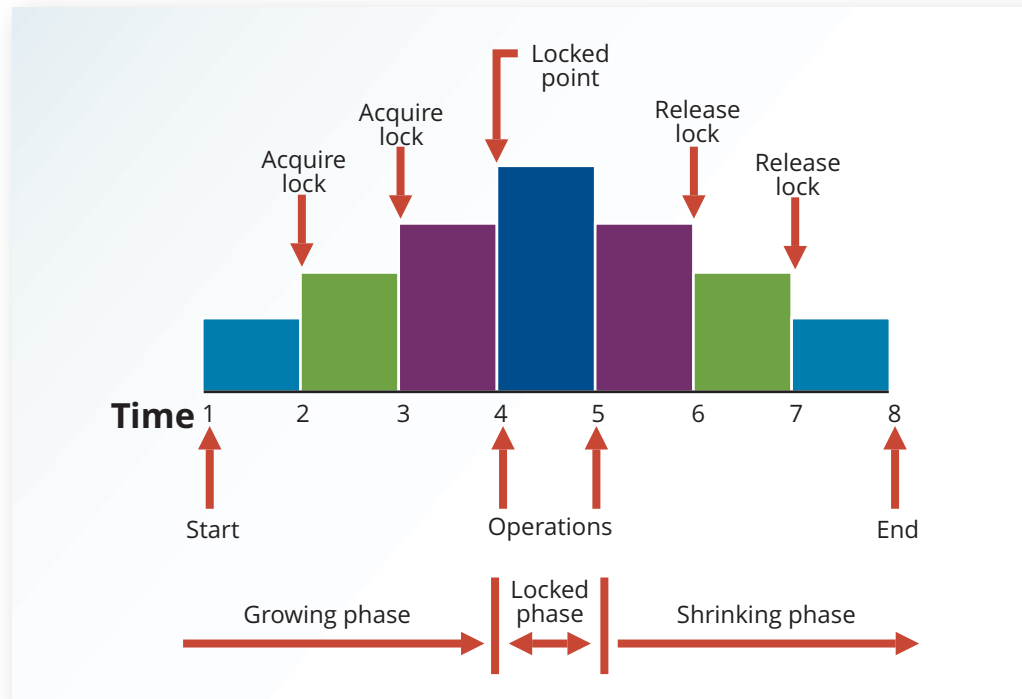 Locked
point
Acquire
lock
Release
lock
Acquire
lock
Release
lock
Time 1 2 3 4 5 6 7 8
Start
Operations
End
Growing phase
Locked
phase
Shrinking phase